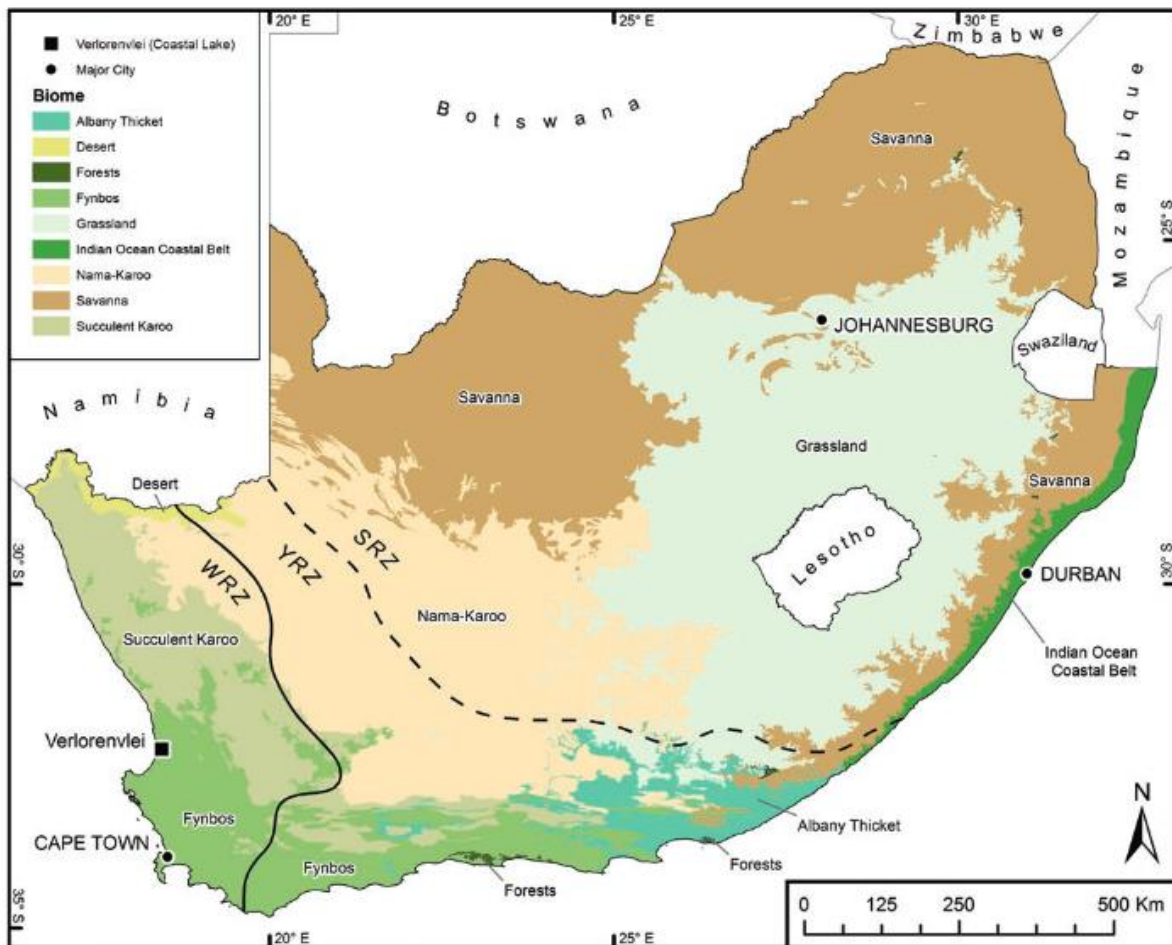 20° E
25° E
30° E
Zimbabwe
Verlorenvlei (Coastal Lake)
Major City
Biome
Albany Thicket
Desert
Forests
Fynbos
Grassland
Indian Ocean Coastal Belt
Nama-Karoo
Savanna
Succulent Karoo
Botswana
Mozambique
Savanna
25° S
JOHANNESBURG
Swaziland
Namibia
Savanna
Grassland
Desert
Savanna
SRZ
YRZ
WRZ
Lesotho
30° S
30° S
DURBAN
Nama-Karoo
Succulent Karoo
Indian Ocean
Coastal Belt
Verlorenvlei
Fynbos
CAPE TOWN
Fynbos
Albany Thicket
Forests
Forests
N
35° S
0 125 250 500 Km
20° E
25° E